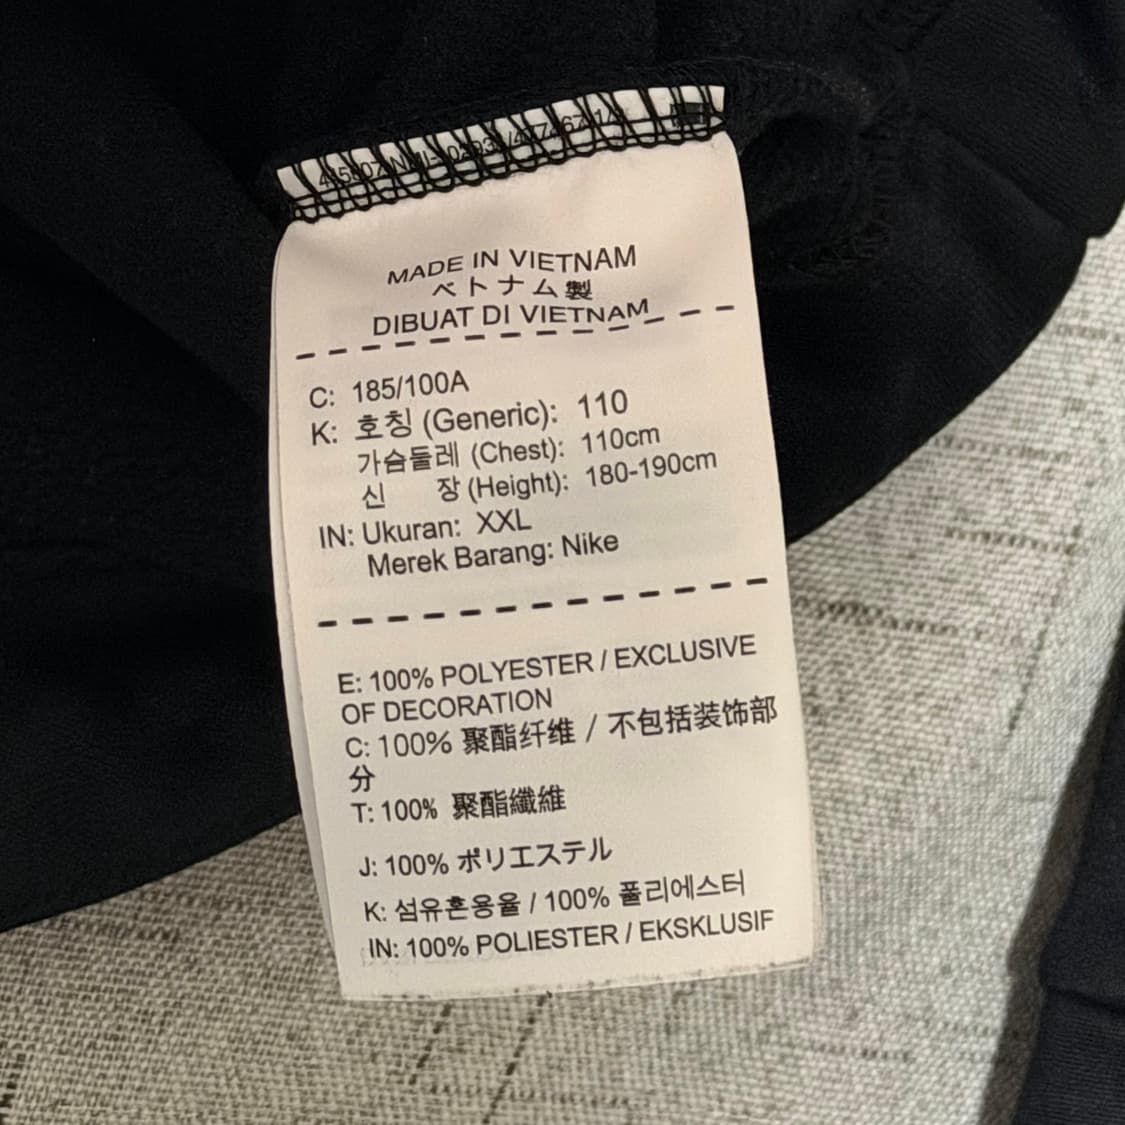 MADE IN VIETNAM
ベトナム製
DIBUAT DI VIETNAM
C: 185/100A
K: 호칭 (Generic): 110
가슴둘레 (Chest): 110cm
신 장 (Height): 180-190cm
IN: Ukuran: XXL
Merek Barang: Nike
E: 100% POLYESTER / EXCLUSIVE
OF DECORATION
C: 100% 聚酯纤维 / 不包括装饰部
分
T: 100% 聚酯纖維
J: 100% ポリエステル
K: 섬유혼용율 / 100% 폴리에스터
IN: 100% POLIESTER / EKSKLUSIF